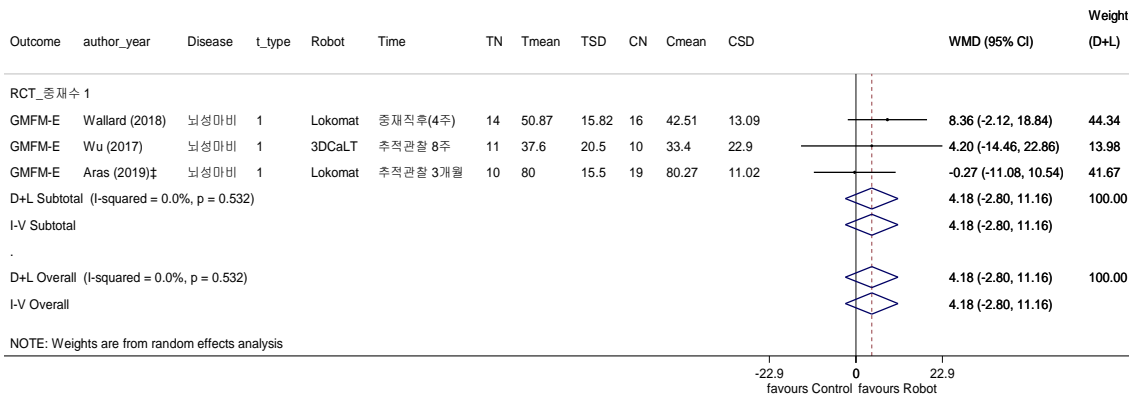 Weight
Outcome author_year Disease t_type Robot Time TN Tmean TSD CN Cmean CSD WMD (95% CI) (D+L)
RCT_중재수 1
GMFM-E Wallard (2018) 뇌성마비 1 Lokomat 중재직후(4주) 14 50.87 15.82 16 42.51 13.09 8.36 (-2.12, 18.84) 44.34
GMFM-E Wu (2017) 뇌성마비 1 3DCaLT 추적관찰 8주 11 37.6 20.5 10 33.4 22.9 4.20 (-14.46, 22.86) 13.98
GMFM-E Aras (2019)‡ 뇌성마비 1 Lokomat 추적관찰 3개월 10 80 15.5 19 80.27 11.02 -0.27 (-11.08, 10.54) 41.67
D+L Subtotal (I-squared = 0.0%, p = 0.532) 4.18 (-2.80, 11.16) 100.00
I-V Subtotal 4.18 (-2.80, 11.16)
.
D+L Overall (I-squared = 0.0%, p = 0.532) 4.18 (-2.80, 11.16) 100.00
I-V Overall 4.18 (-2.80, 11.16)
NOTE: Weights are from random effects analysis
-22.9 0 22.9
favours Control favours Robot